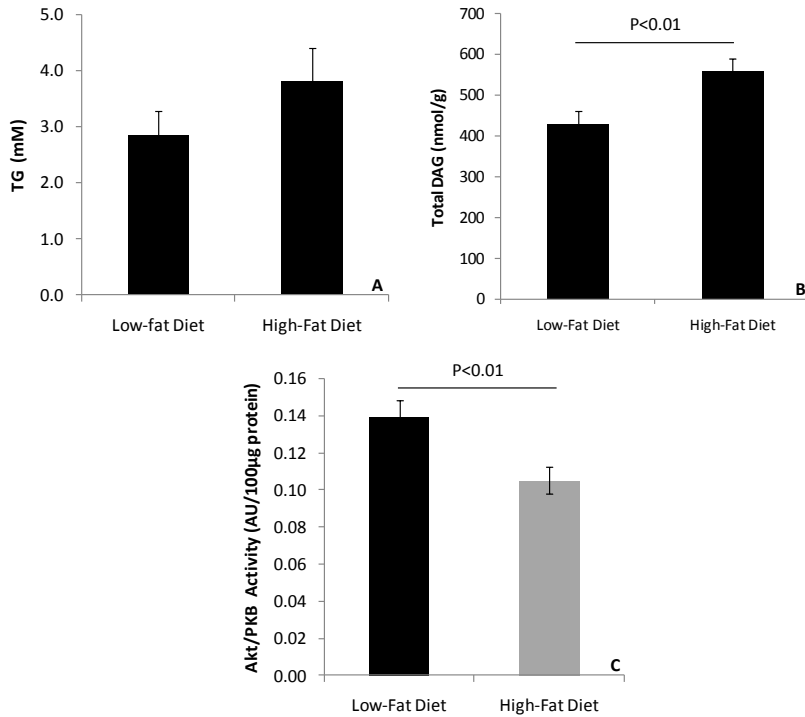 5.0
4.0
3.0
2.0
1.0
0.0
TG (mM)
Low-fat Diet
High-Fat Diet
A
P<0.01
700
600
500
400
300
200
100
0
Total DAG (nmol/g)
Low-Fat Diet
High-Fat Diet
B
P<0.01
0.16
0.14
0.12
0.10
0.08
0.06
0.04
0.02
0.00
Akt/PKB Activity (AU/100µg protein)
Low-Fat Diet
High-Fat Diet
C